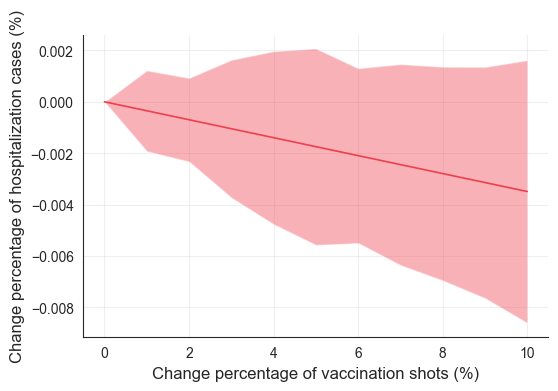 Change percentage of hospitalization cases (%)
0.002
0.000
−0.002
−0.004
−0.006
−0.008
0 2 4 6 8 10
Change percentage of vaccination shots (%)